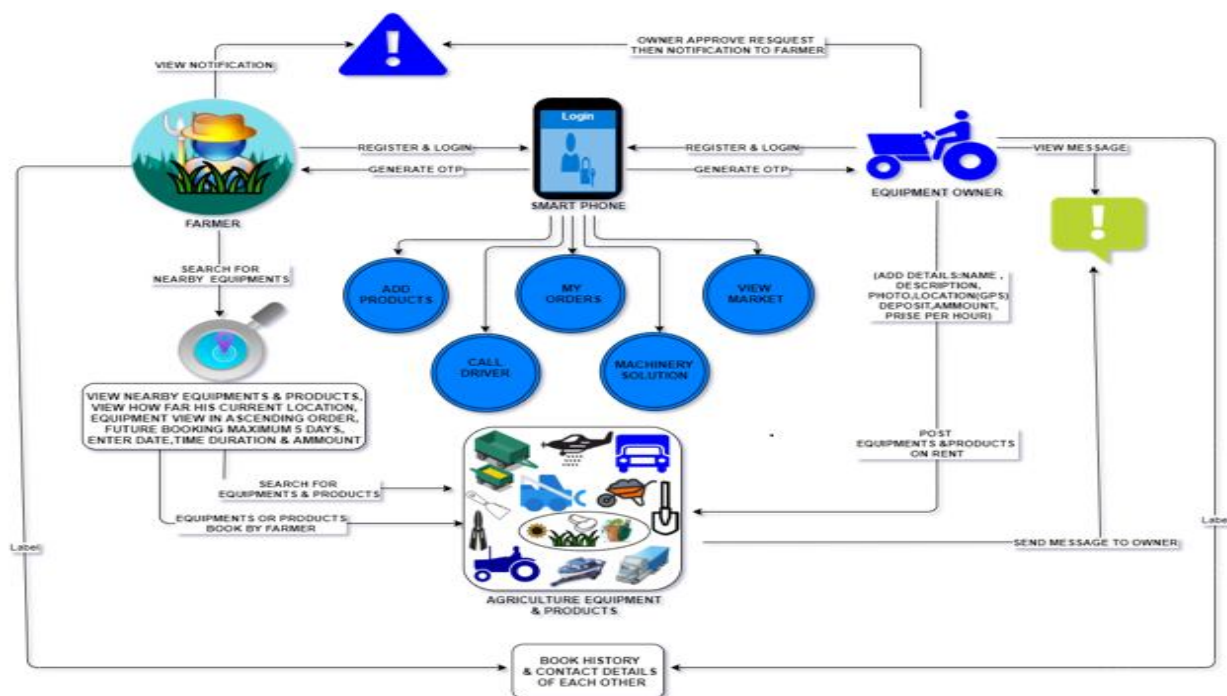 OWNER APPROVE RESQUEST
THEN NOTIFICATION TO FARMER
VIEW NOTIFICATION
Login
REGISTER & LOGIN
REGISTER & LOGIN
VIEW MESSAGE
GENERATE OTP
GENERATE OTP
FARMER
SMART PHONE
EQUIPMENT OWNER
SEARCH FOR
NEARBY EQUIPMENTS
ADD
PRODUCTS
MY
ORDERS
VIEW
MARKET
(ADD DETAILS:NAME ,
DESCRIPTION,
PHOTO,LOCATION(GPS)
DEPOSIT,AMMOUNT,
PRISE PER HOUR)
CALL
DRIVER
MACHINERY
SOLUTION
VIEW NEARBY EQUIPMENTS & PRODUCTS,
VIEW HOW FAR HIS CURRENT LOCATION,
EQUIPMENT VIEW IN ASCENDING ORDER,
FUTURE BOOKING MAXIMUM 5 DAYS,
ENTER DATE,TIME DURATION & AMMOUNT
POST
EQUIPMENTS &PRODUCTS
ON RENT
SEARCH FOR
EQUIPMENTS & PRODUCTS
EQUIPMENTS OR PRODUCTS
BOOK BY FARMER
Label
Label
SEND MESSAGE TO OWNER
AGRICULTURE EQUIPMENT
& PRODUCTS
BOOK HISTORY
& CONTACT DETAILS
OF EACH OTHER